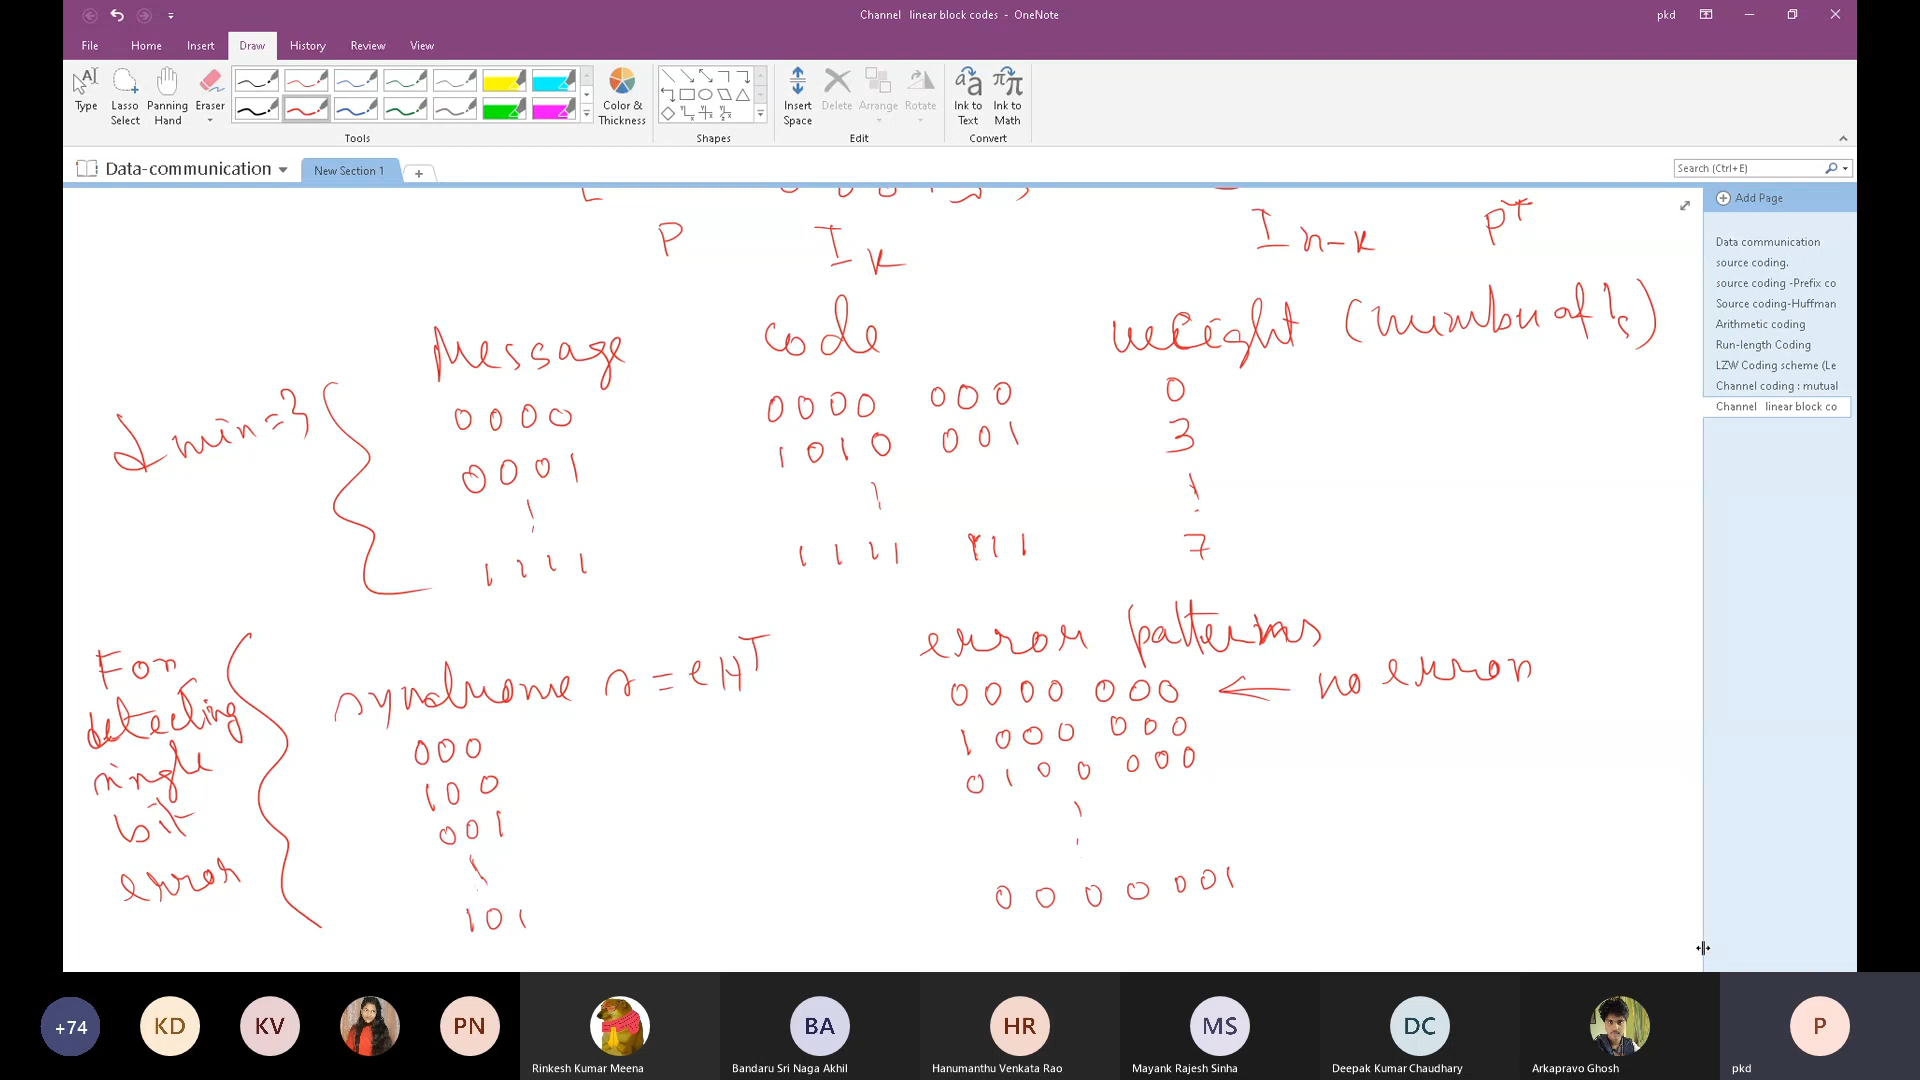 Channel linear block codes - OneNote
pkd
File Home Insert Draw History Review View
Type
Lasso Select
Panning Hand
Eraser
Color & Thickness
Insert Space
Delete
Arrange
Rotate
Ink to Text
Ink to Math
Tools
Shapes
Edit
Convert
Data-communication
New Section 1
Search (Ctrl+E)
Add Page
Data communication
source coding.
source coding -Prefix co
Source coding-Huffman
Arithmetic coding
Run-length Coding
LZW Coding scheme (Le
Channel coding : mutual
Channel linear block co
P I k I n-k P^T
Message code weight (number of 1s)
dmin=3
0000 0000 000 0
0001 1010 001 3
1111 1111 111 7
For detecting single bit error
syndrome s = eH^T error patterns
000 0000 000 ← no error
100 1000 000
001 0100 000
101 0000 001
+74
KD
KV
PN
BA
HR
MS
DC
P
Rinkesh Kumar Meena
Bandaru Sri Naga Akhil
Hanumanthu Venkata Rao
Mayank Rajesh Sinha
Deepak Kumar Chaudhary
Arkapravo Ghosh
pkd